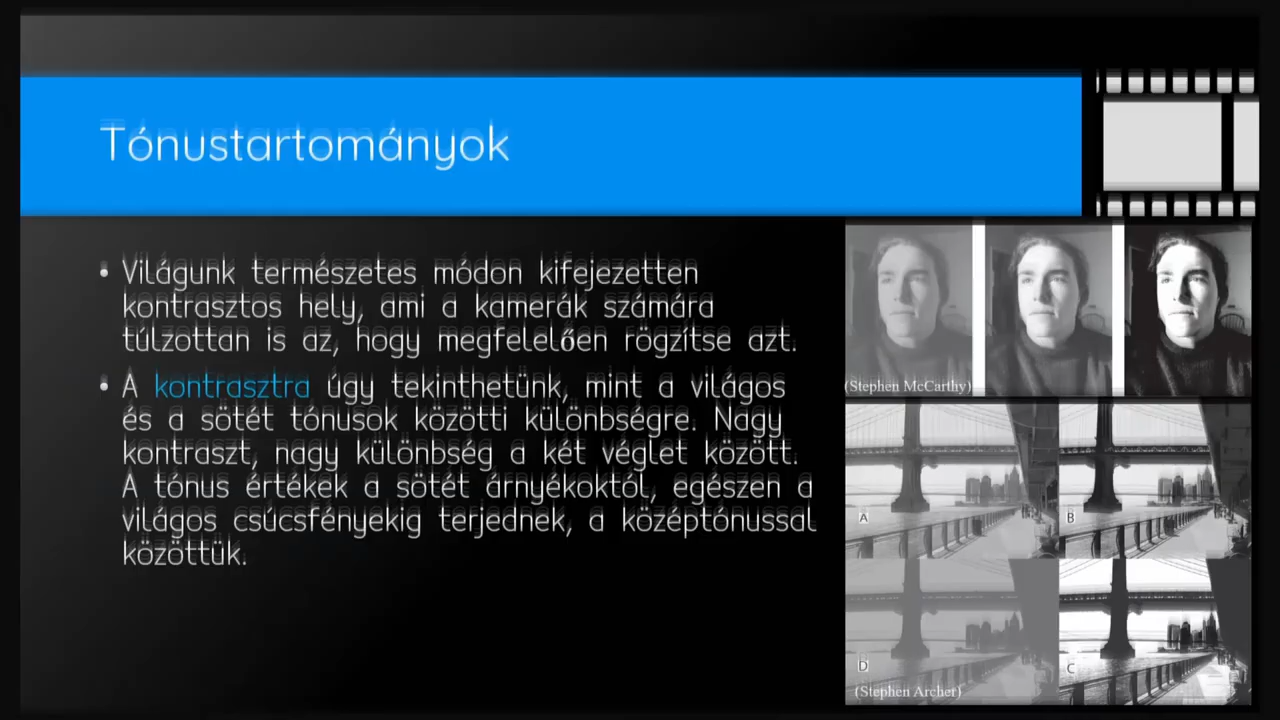 Tónustartományok
• Világunk természetes módon kifejezetten
kontrasztos hely, ami a kamerák számára
túlzottan is az, hogy megfelelően rögzítse azt.
• A kontrasztra úgy tekinthetünk, mint a világos
és a sötét tónusok közötti különbségre. Nagy
kontraszt, nagy különbség a két véglet között.
A tónus értékek a sötét árnyékoktól, egészen a
világos csúcsfényekig terjednek, a középtónussal
közöttük.
(Stephen McCarthy)
A
B
D
C
(Stephen Archer)